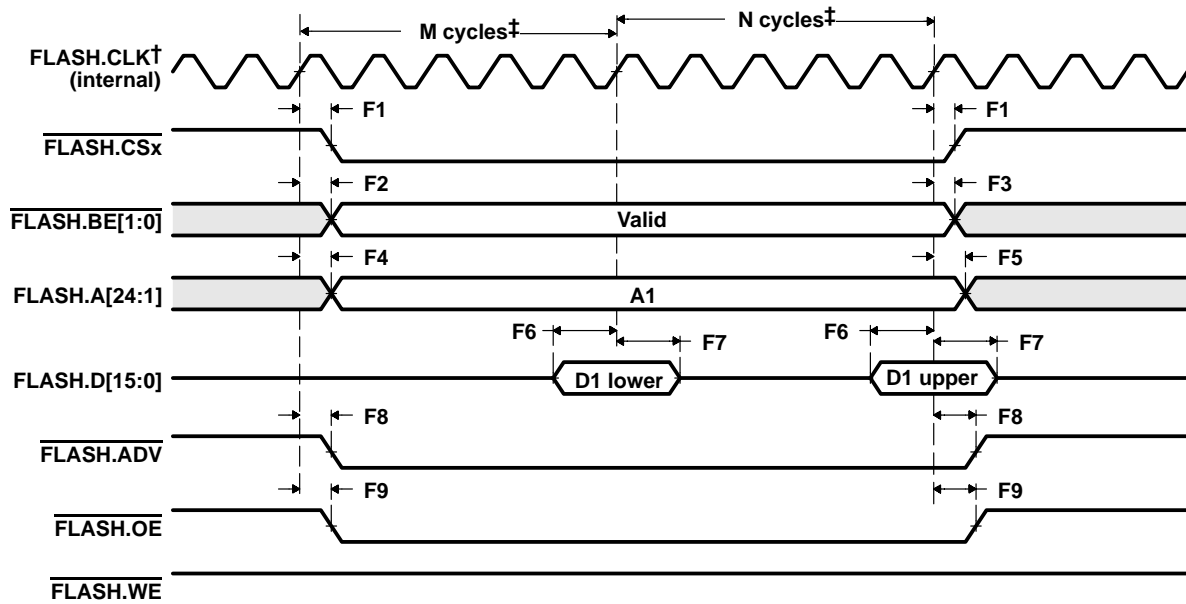 M cycles‡ N cycles‡
FLASH.CLK†
(internal)
F1 F1
FLASH.CSx
F2 F3
FLASH.BE[1:0] Valid
F4 F5
FLASH.A[24:1] A1
F6 F7 F6 F7
FLASH.D[15:0] D1 lower D1 upper
F8 F8
FLASH.ADV
F9 F9
FLASH.OE
FLASH.WE